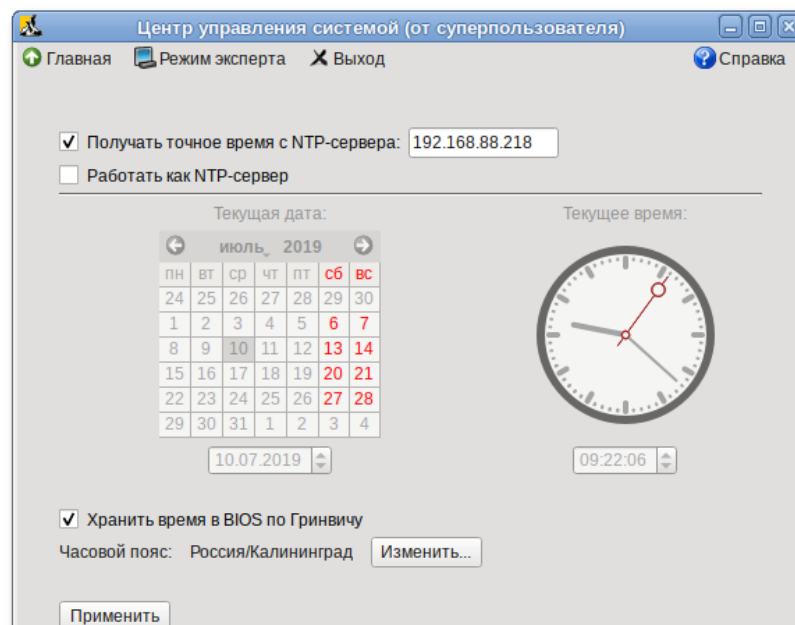 Центр управления системой (от суперпользователя)
Главная Режим эксперта Выход Справка
Получать точное время с NTP-сервера: 192.168.88.218
Работать как NTP-сервер
Текущая дата: Текущее время:
июль 2019
пн вт ср чт пт сб вс
24 25 26 27 28 29 30
1 2 3 4 5 6 7
8 9 10 11 12 13 14
15 16 17 18 19 20 21
22 23 24 25 26 27 28
29 30 31 1 2 3 4
10.07.2019 09:22:06
Хранить время в BIOS по Гринвичу
Часовой пояс: Россия/Калининград Изменить...
Применить